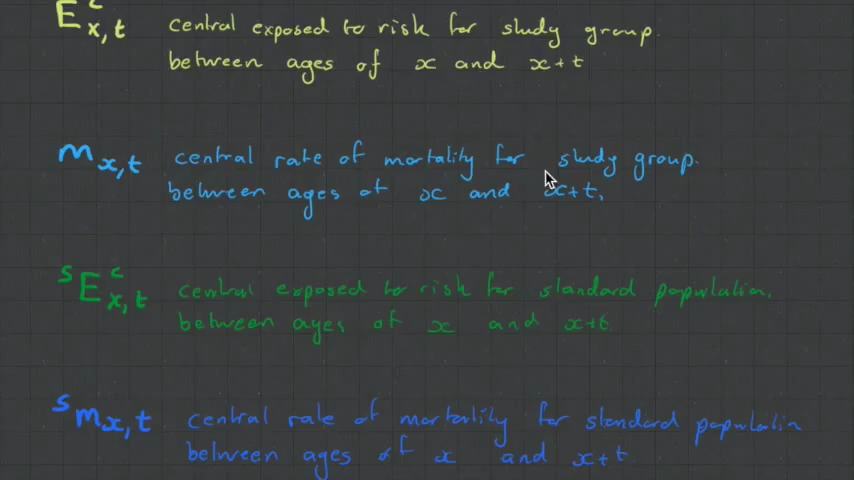 E^c_{x,t} central exposed to risk for study group.
between ages of x and x+t
m_{x,t} central rate of mortality for study group.
between ages of x and x+t,
^sE^c_{x,t} central exposed to risk for standard population.
between ages of x and x+t.
^sm_{x,t} central rate of mortality for standard population
between ages of x and x+t